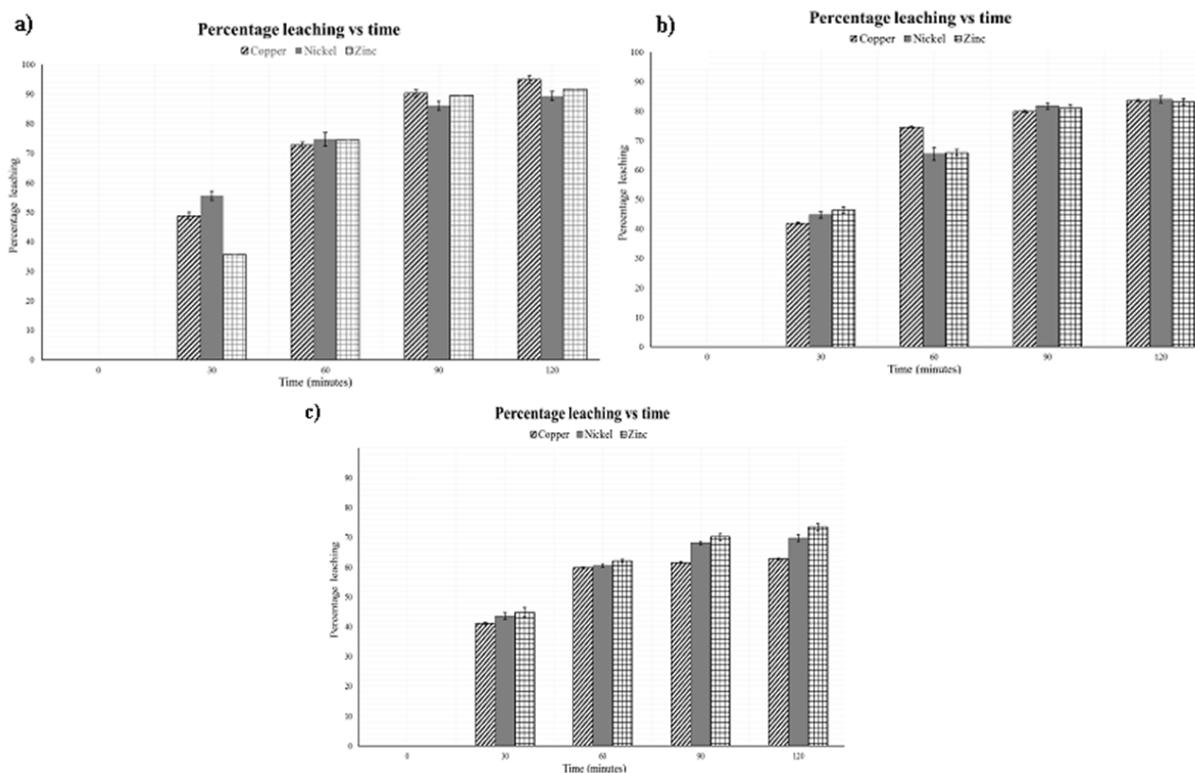 a)
Percentage leaching vs time
Copper Nickel Zinc
100
90
80
70
60
50
40
30
20
10
0
Percentage leaching
0 30 60 90 120
Time (minutes)
b)
Percentage leaching vs time
Copper Nickel Zinc
100
90
80
70
60
50
40
30
20
10
0
Percentage leaching
0 30 60 90 120
Time (minutes)
c)
Percentage leaching vs time
Copper Nickel Zinc
90
80
70
60
50
40
30
20
10
0
Percentage leaching
0 30 60 90 120
Time (minutes)